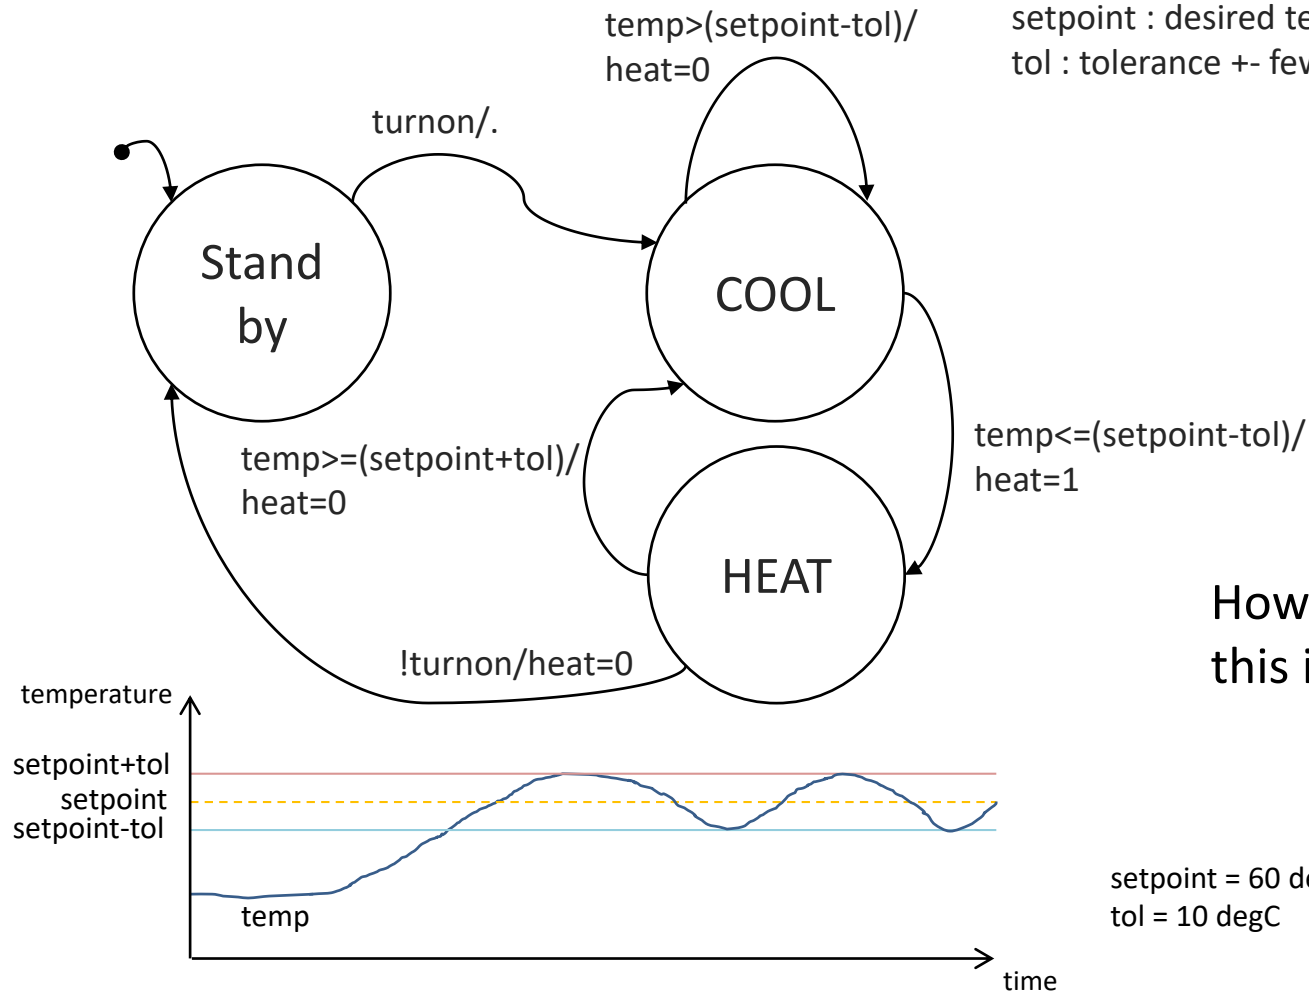 temp>(setpoint-tol)/
heat=0
setpoint : desired
tol : tolerance +-
turnon/.
Stand
by
COOL
temp>=(setpoint+tol)/
heat=0
temp<=(setpoint-tol)/
heat=1
HEAT
How
this
!turnon/heat=0
temperature
setpoint+tol
setpoint
setpoint-tol
temp
time
setpoint = 60
tol = 10 degC